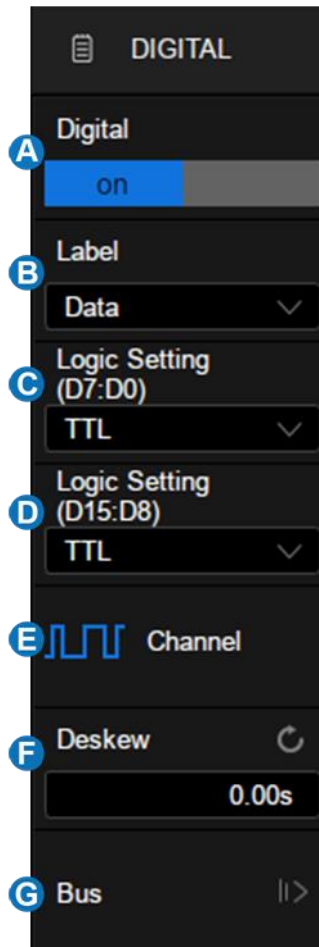 DIGITAL
A
Digital
on
B
Label
Data
C
Logic Setting
(D7:D0)
TTL
D
Logic Setting
(D15:D8)
TTL
E
Channel
F
Deskew
0.00s
G
Bus